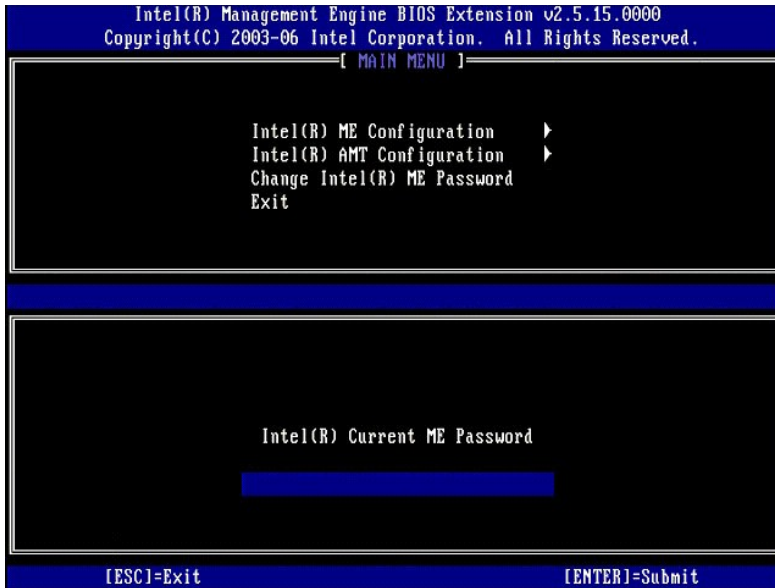 Intel(R) Management Engine BIOS Extension v2.5.15.0000
Copyright(C) 2003-06 Intel Corporation. All Rights Reserved.
[ MAIN MENU ]
Intel(R) ME Configuration
Intel(R) AMT Configuration
Change Intel(R) ME Password
Exit
Intel(R) Current ME Password
[ESC]=Exit [ENTER]=Submit